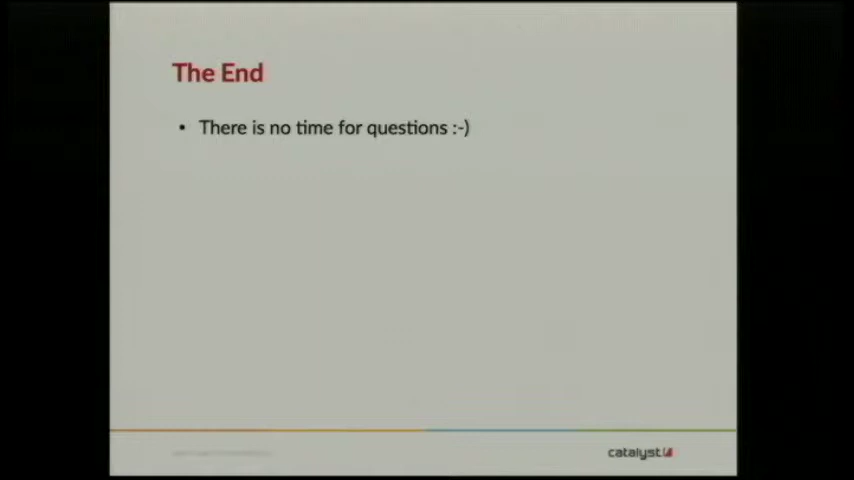 The End
• There is no time for questions :-)
catalyst